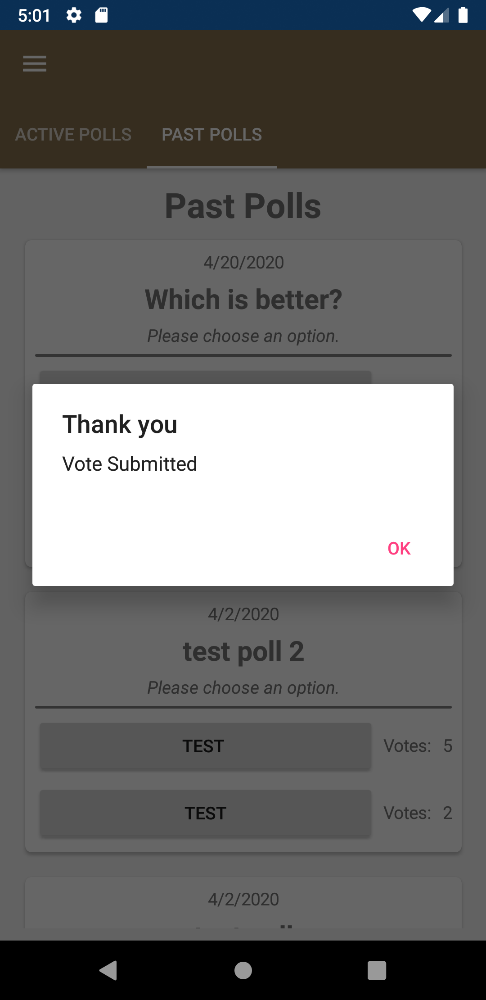 5:01
ACTIVE POLLS PAST POLLS
Past Polls
4/20/2020
Which is better?
Please choose an option.
Thank you
Vote Submitted
OK
4/2/2020
test poll 2
Please choose an option.
TEST Votes: 5
TEST Votes: 2
4/2/2020